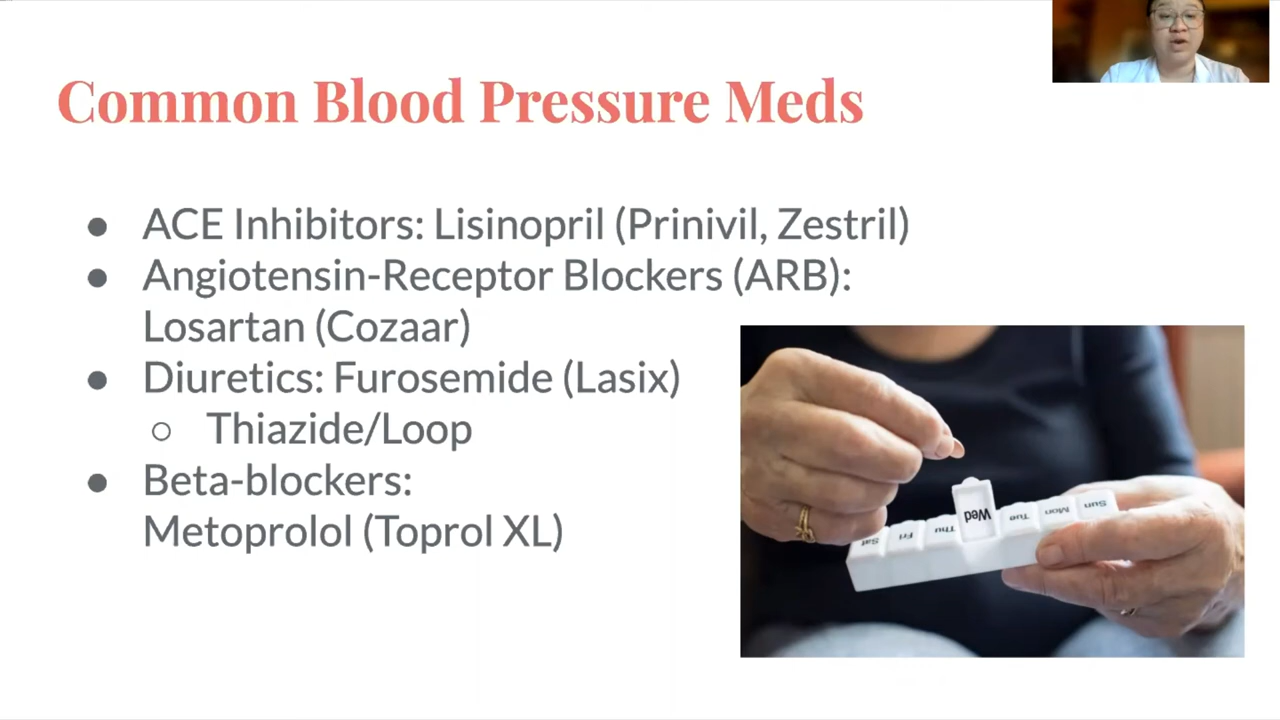 Common Blood Pressure Meds
● ACE Inhibitors: Lisinopril (Prinivil, Zestril)
● Angiotensin-Receptor Blockers (ARB):
Losartan (Cozaar)
● Diuretics: Furosemide (Lasix)
○ Thiazide/Loop
● Beta-blockers:
Metoprolol (Toprol XL)
Sat Fri Thu Wed Tue Mon Sun